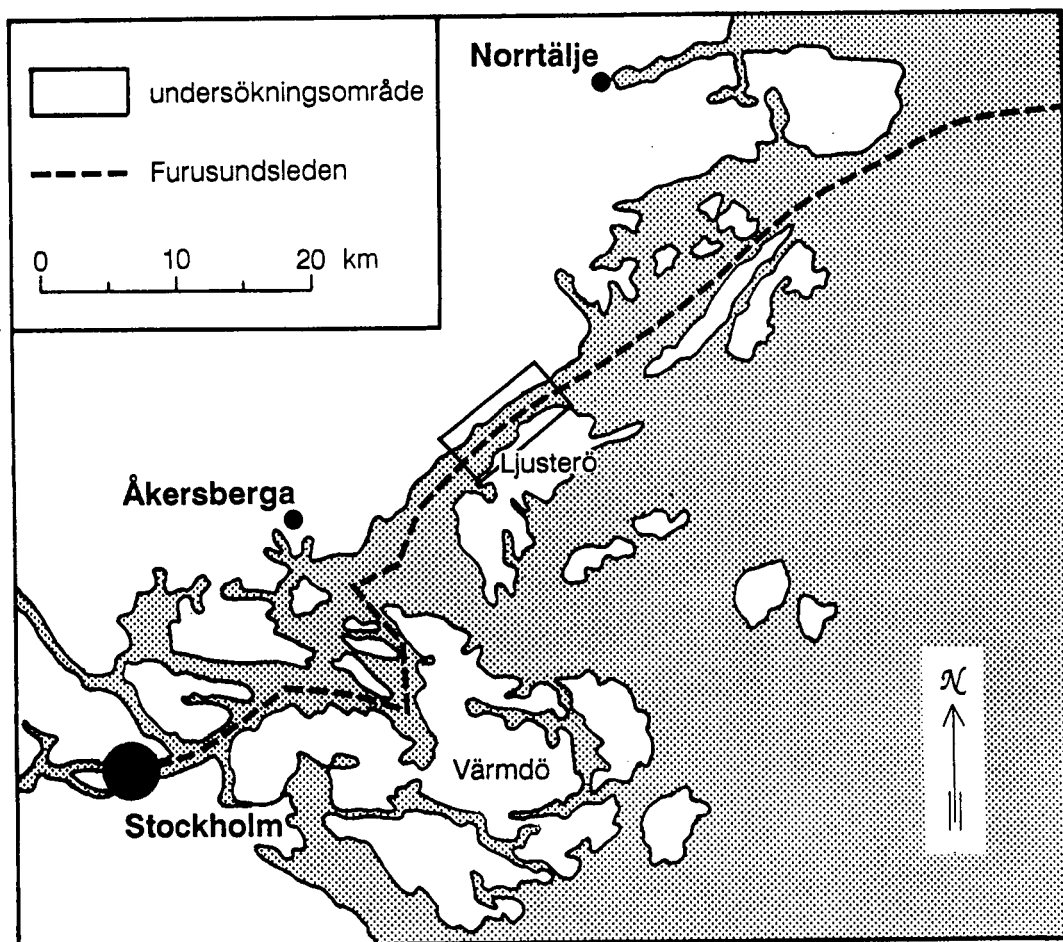 Norrtälje
undersökningsområde
Furusundsleden
0 10 20 km
Ljusterö
Åkersberga
N
Värmdö
Stockholm